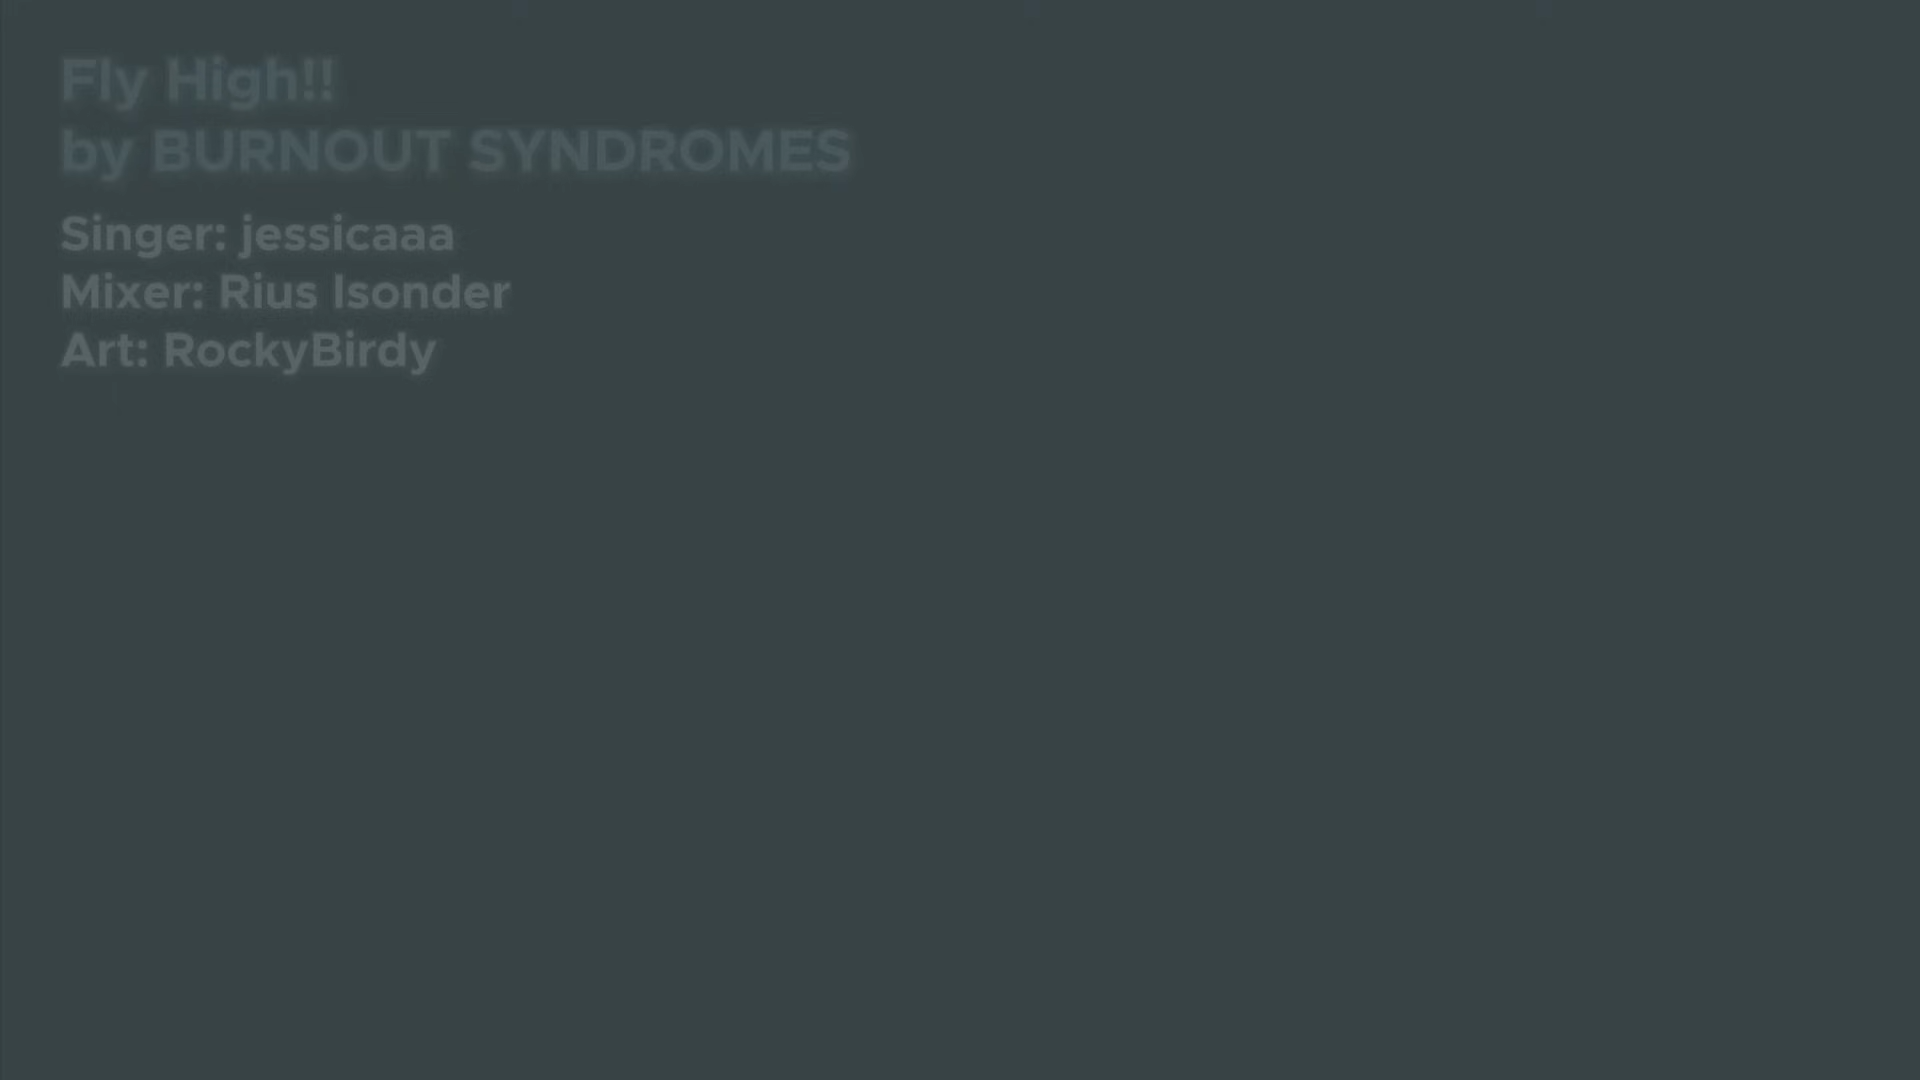 Fly High!!
by BURNOUT SYNDROMES
Singer: jessicaaa
Mixer: Rius Isonder
Art: RockyBirdy